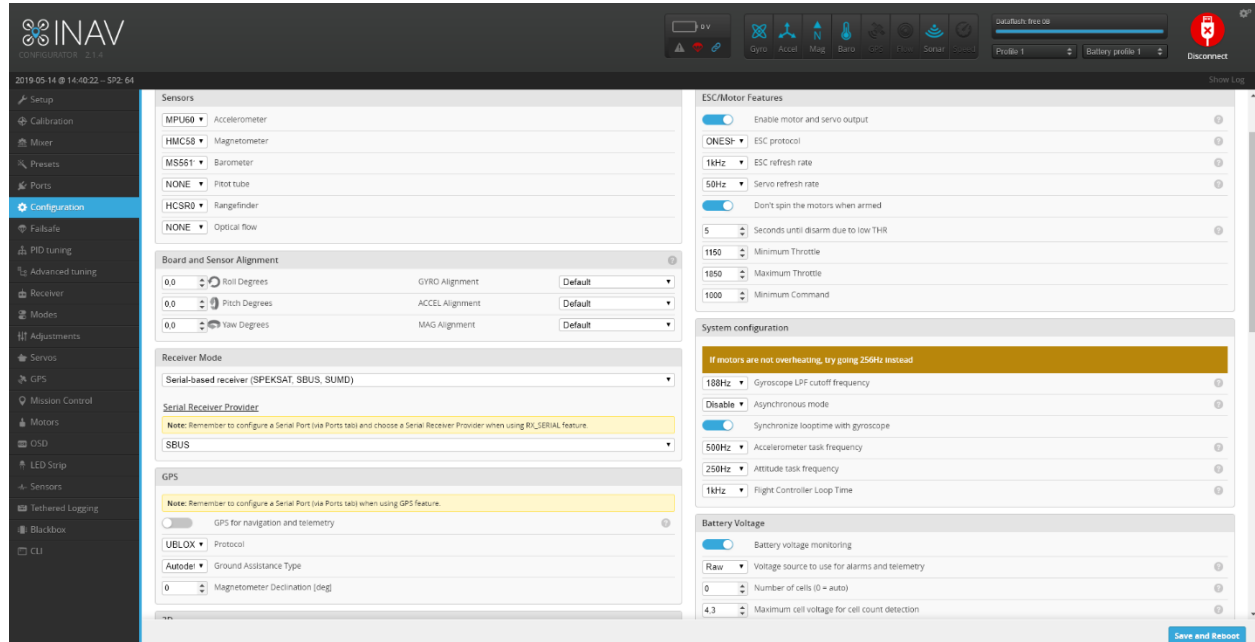 INAV
CONFIGURATOR 2.1.4
0 V
Gyro Accel Mag Baro GPS Flow Sonar Speed
Dataflash: free 0B
Profile 1
Battery profile 1
Disconnect
2019-05-14 @ 14:40:22 -- SP2: 64
Show Log
Setup
Calibration
Mixer
Presets
Ports
Configuration
Failsafe
PID tuning
Advanced tuning
Receiver
Modes
Adjustments
Servos
GPS
Mission Control
Motors
OSD
LED Strip
Sensors
Tethered Logging
Blackbox
CLI
Sensors
MPU60 Accelerometer
HMC58 Magnetometer
MS561 Barometer
NONE Pitot tube
HCSR0 Rangefinder
NONE Optical flow
Board and Sensor Alignment
0,0 Roll Degrees GYRO Alignment Default
0,0 Pitch Degrees ACCEL Alignment Default
0,0 Yaw Degrees MAG Alignment Default
Receiver Mode
Serial-based receiver (SPEKSAT, SBUS, SUMD)
Serial Receiver Provider
Note: Remember to configure a Serial Port (via Ports tab) and choose a Serial Receiver Provider when using RX_SERIAL feature.
SBUS
GPS
Note: Remember to configure a Serial Port (via Ports tab) when using GPS feature.
GPS for navigation and telemetry
UBLOX Protocol
Autodet Ground Assistance Type
0 Magnetometer Declination [deg]
ESC/Motor Features
Enable motor and servo output
ONESH ESC protocol
1kHz ESC refresh rate
50Hz Servo refresh rate
Don't spin the motors when armed
5 Seconds until disarm due to low THR
1150 Minimum Throttle
1850 Maximum Throttle
1000 Minimum Command
System configuration
If motors are not overheating, try going 256Hz instead
188Hz Gyroscope LPF cutoff frequency
Disable Asynchronous mode
Synchronize looptime with gyroscope
500Hz Accelerometer task frequency
250Hz Attitude task frequency
1kHz Flight Controller Loop Time
Battery Voltage
Battery voltage monitoring
Raw Voltage source to use for alarms and telemetry
0 Number of cells (0 = auto)
4,3 Maximum cell voltage for cell count detection
Save and Reboot